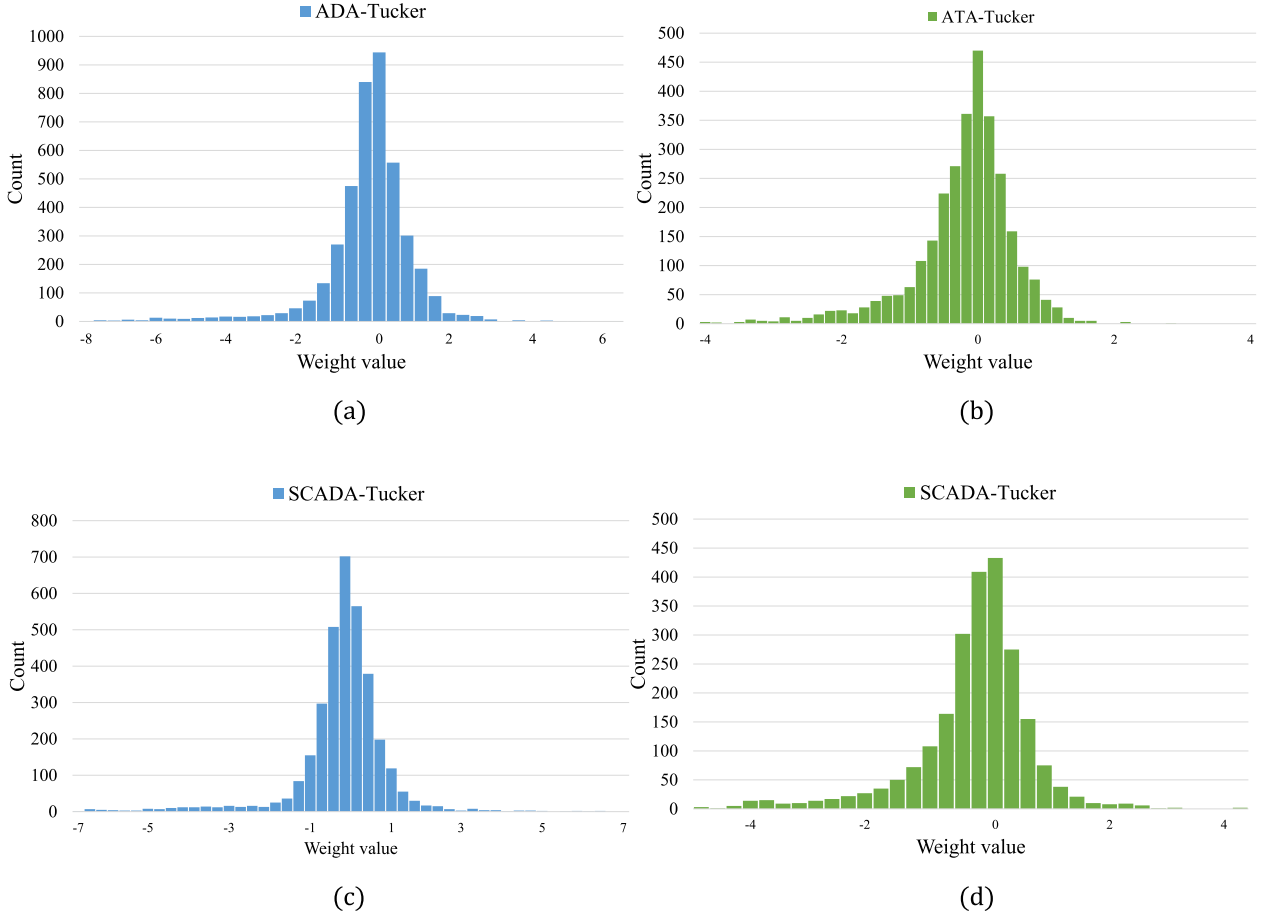 ADA-Tucker
1000
900
800
700
600
500
400
300
200
100
0
Count
-8 -6 -4 -2 0 2 4 6
Weight value
(a)
ATA-Tucker
500
450
400
350
300
250
200
150
100
50
0
Count
-4 -2 0 2 4
Weight value
(b)
SCADA-Tucker
800
700
600
500
400
300
200
100
0
Count
-7 -5 -3 -1 1 3 5 7
Weight value
(c)
SCADA-Tucker
500
450
400
350
300
250
200
150
100
50
0
Count
-4 -2 0 2 4
Weight value
(d)